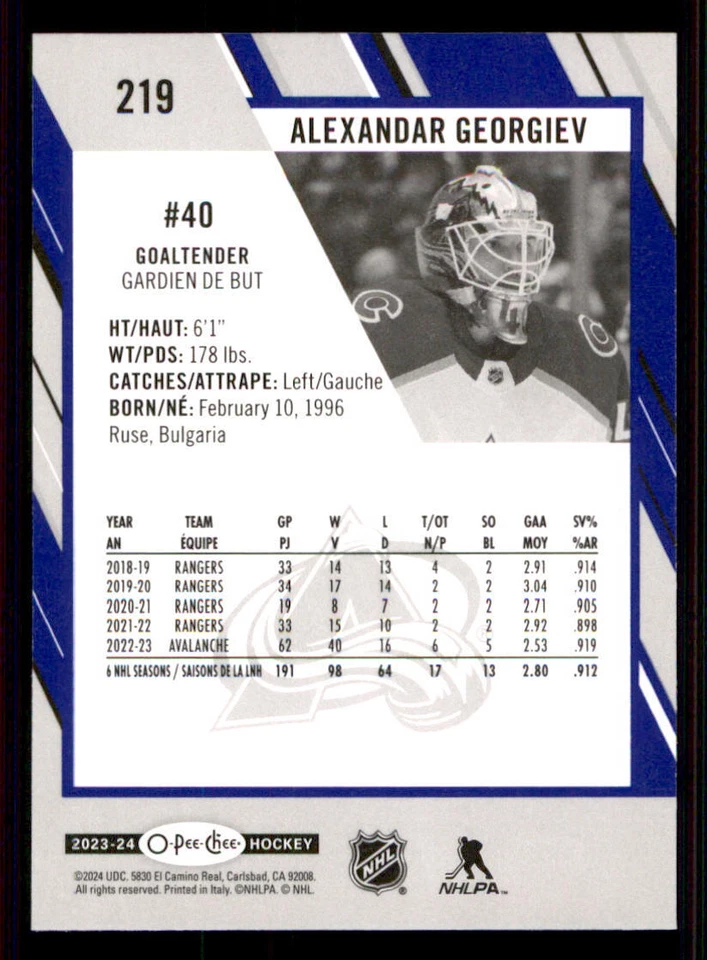 219
ALEXANDAR GEORGIEV
#40
GOALTENDER
GARDIEN DE BUT
HT/HAUT: 6'1"
WT/PDS: 178 lbs.
CATCHES/ATTRAPE: Left/Gauche
BORN/NÉ: February 10, 1996
Ruse, Bulgaria
YEAR TEAM GP W L T/OT SO GAA SV%
AN ÉQUIPE PJ V D N/P BL MOY %AR
2018-19 RANGERS 33 14 13 4 2 2.91 .914
2019-20 RANGERS 34 17 14 2 2 3.04 .910
2020-21 RANGERS 19 8 7 2 2 2.71 .905
2021-22 RANGERS 33 15 10 2 2 2.92 .898
2022-23 AVALANCHE 62 40 16 6 5 2.53 .919
6 NHL SEASONS / SAISONS DE LA LNH 191 98 64 17 13 2.80 .912
2023-24 O-Pee-Chee HOCKEY
NHL ®
NHLPA™
©2024 UDC. 5830 El Camino Real, Carlsbad, CA 92008.
All rights reserved. Printed in Italy. ©NHLPA. © NHL.